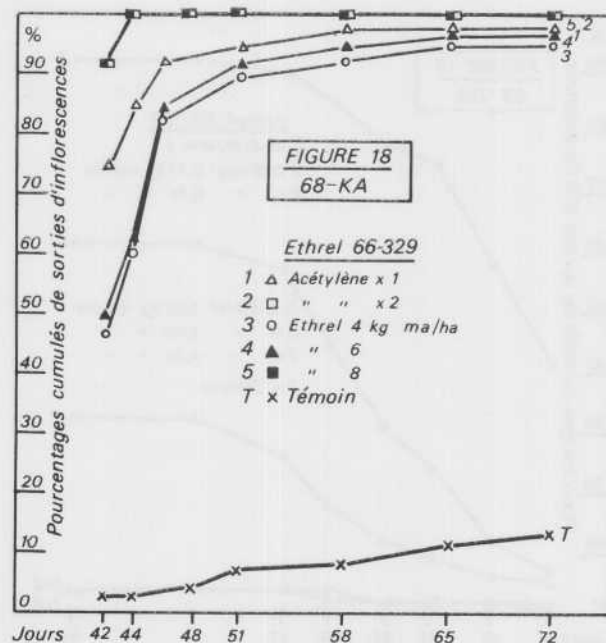 %
90
80
70
60
50
40
30
20
10
0
Pourcentages cumulés de sorties d'inflorescences
FIGURE 18
68-KA
Ethrel 66-329
1 △ Acétylène x 1
2 □ " " x 2
3 ○ Ethrel 4 kg ma/ha
4 ▲ " 6
5 ■ " 8
T × Témoin
5,2
1
4
3
T
Jours 42 44 48 51 58 65 72